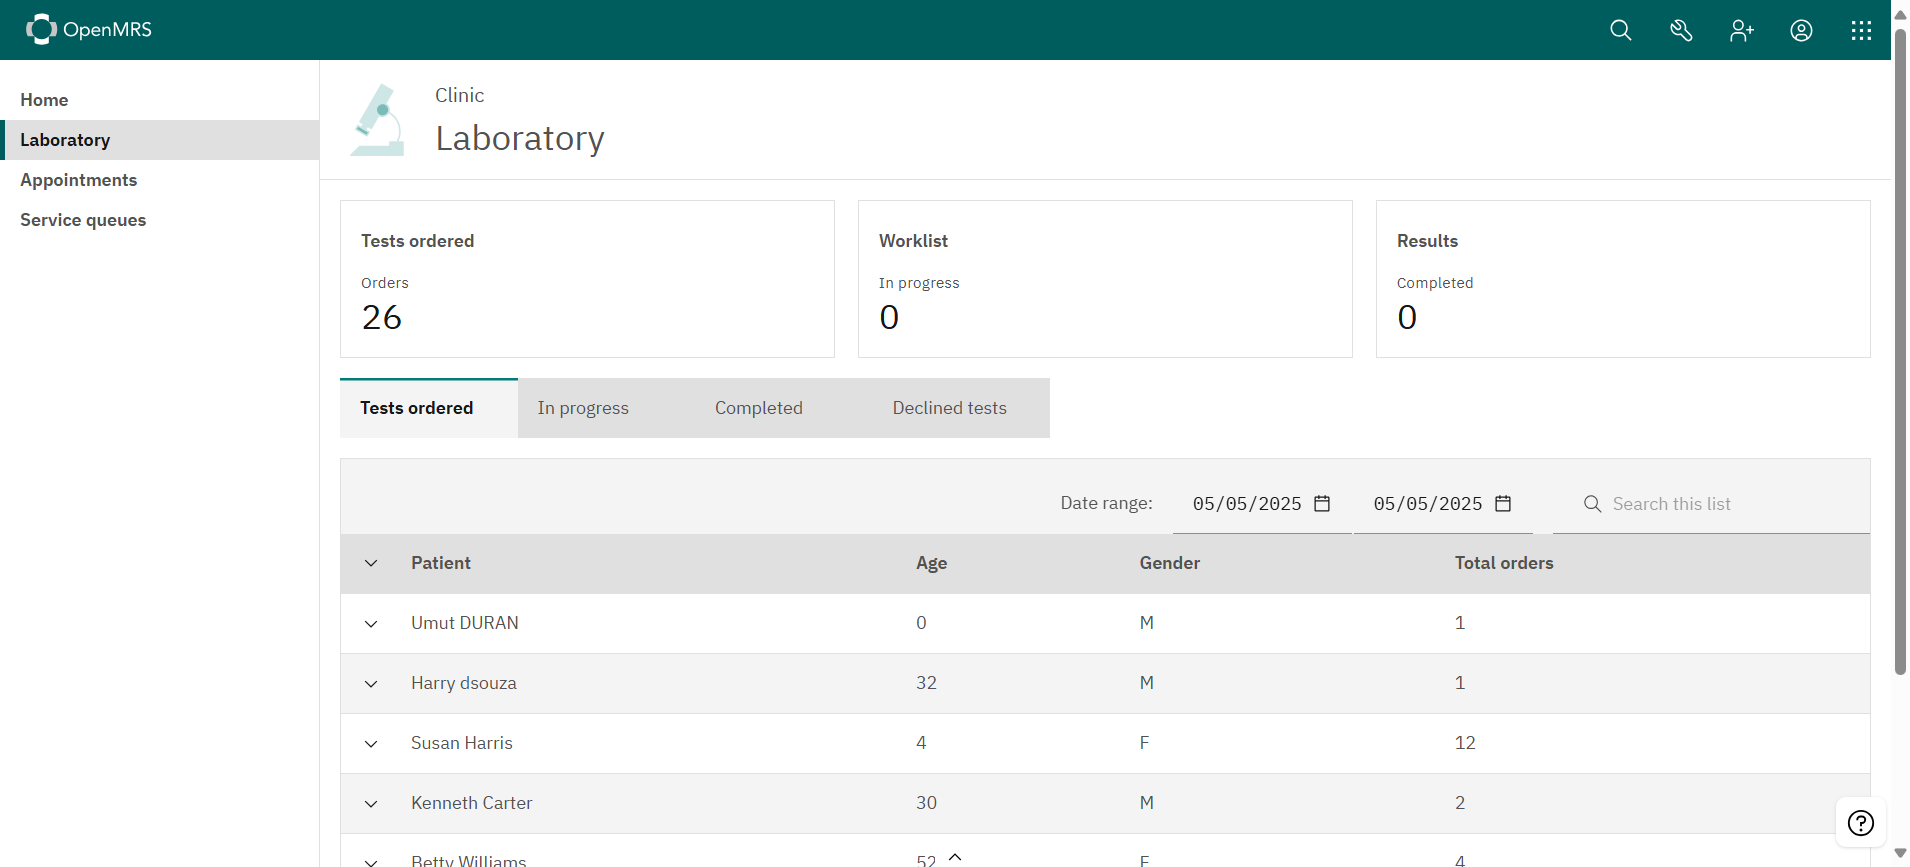 OpenMRS
Home
Laboratory
Appointments
Service queues
Clinic
Laboratory
Tests ordered
Orders
26
Worklist
In progress
0
Results
Completed
0
Tests ordered In progress Completed Declined tests
Date range: 05/05/2025 05/05/2025 Search this list
Patient Age Gender Total orders
Umut DURAN 0 M 1
Harry dsouza 32 M 1
Susan Harris 4 F 12
Kenneth Carter 30 M 2
Betty Williams 52 F 4